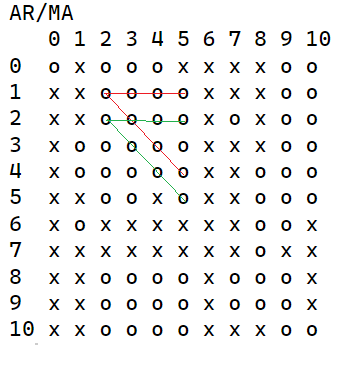 AR/MA
0 1 2 3 4 5 6 7 8 9 10
0 o x o o o x x x x o o
1 x x o o o o x o x o o
2 x x o o o o x o x o o
3 x o o o o o x x x o o
4 x o o o o o x x x o o
5 x x o o x o x x x o o
6 x o x x x x x x o o x
7 x x x x x x x x o x x
8 x x o o o o x o o o x
9 x x o o o o x o o o x
10 x x o o o o x x x o o